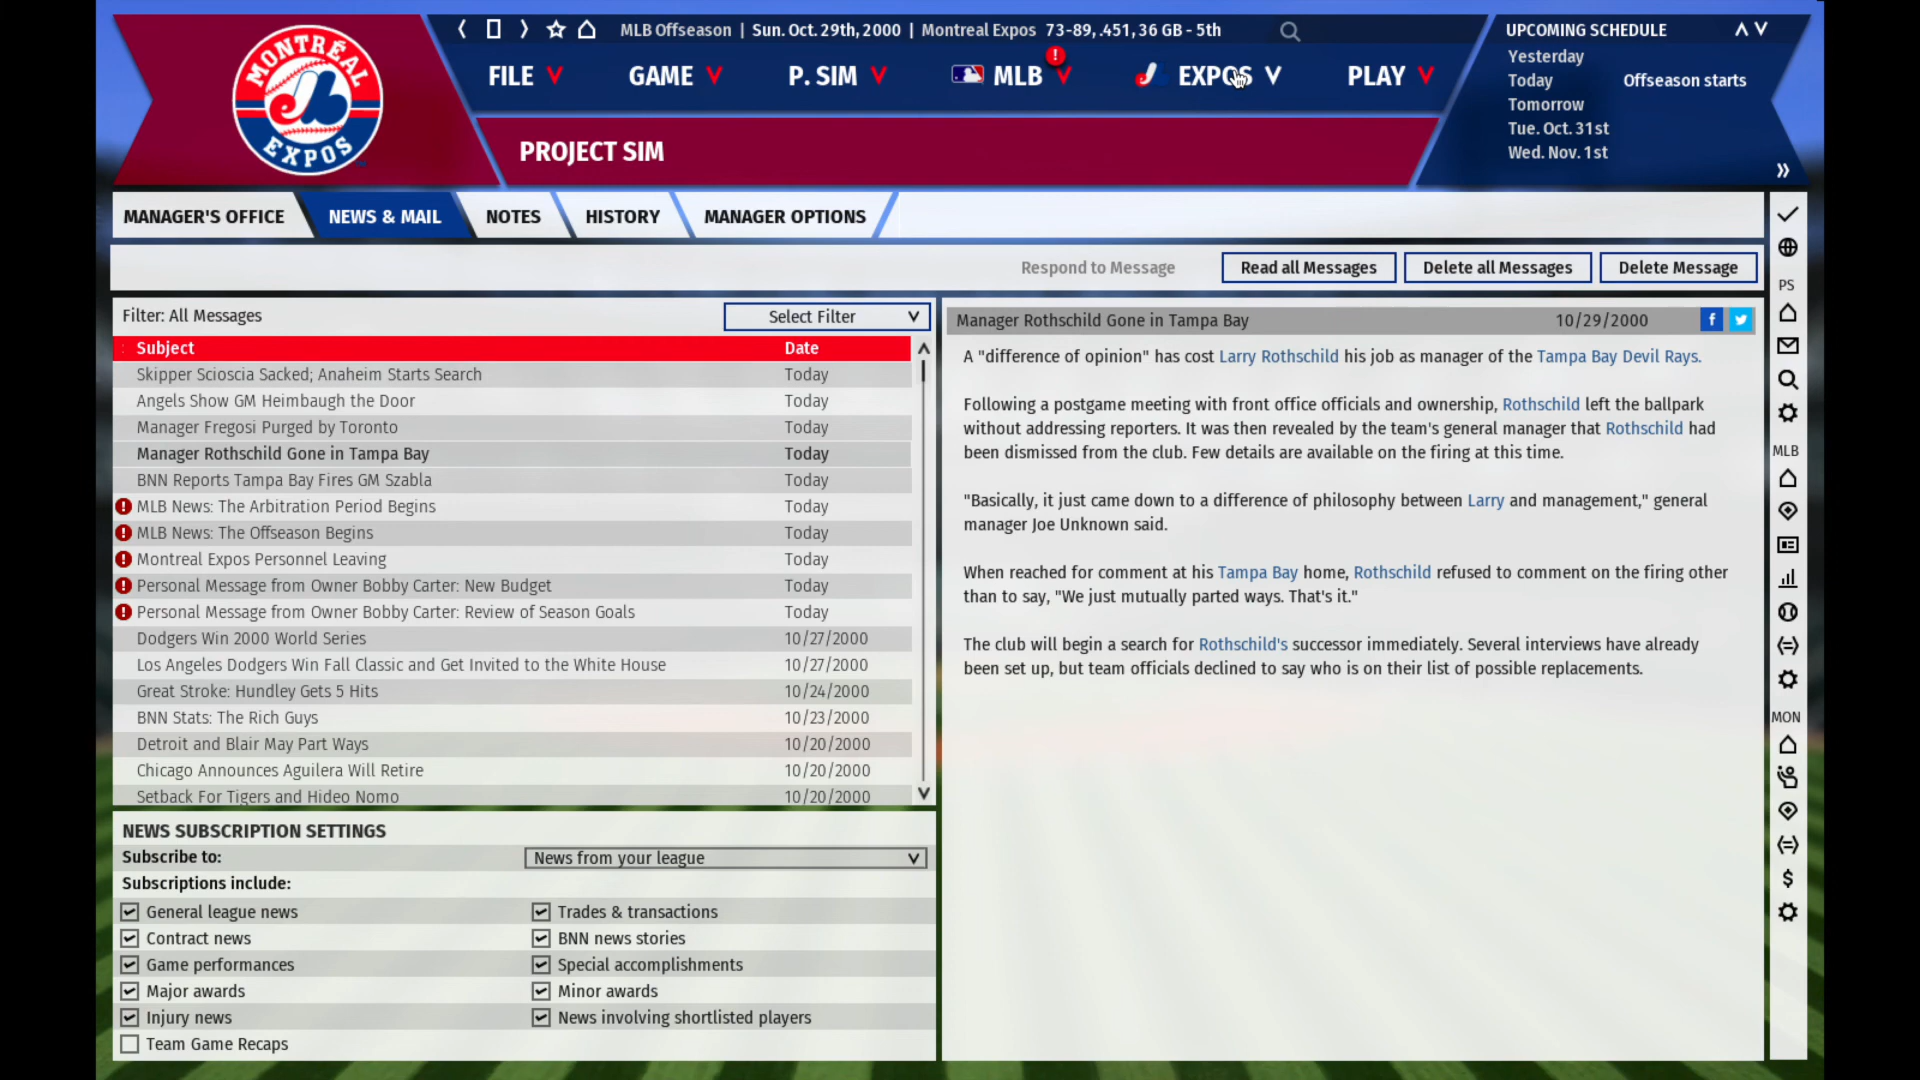 MONTRÉAL
EXPOS
MLB Offseason | Sun. Oct. 29th, 2000 | Montreal Expos 73-89, .451, 36 GB - 5th
FILE
GAME
P. SIM
MLB
EXPOS
PLAY
PROJECT SIM
UPCOMING SCHEDULE
Yesterday
Today Offseason starts
Tomorrow
Tue. Oct. 31st
Wed. Nov. 1st
MANAGER'S OFFICE
NEWS & MAIL
NOTES
HISTORY
MANAGER OPTIONS
Respond to Message
Read all Messages
Delete all Messages
Delete Message
Filter: All Messages
Select Filter
Subject Date
Skipper Scioscia Sacked; Anaheim Starts Search Today
Angels Show GM Heimbaugh the Door Today
Manager Fregosi Purged by Toronto Today
Manager Rothschild Gone in Tampa Bay Today
BNN Reports Tampa Bay Fires GM Szabla Today
! MLB News: The Arbitration Period Begins Today
! MLB News: The Offseason Begins Today
! Montreal Expos Personnel Leaving Today
! Personal Message from Owner Bobby Carter: New Budget Today
! Personal Message from Owner Bobby Carter: Review of Season Goals Today
Dodgers Win 2000 World Series 10/27/2000
Los Angeles Dodgers Win Fall Classic and Get Invited to the White House 10/27/2000
Great Stroke: Hundley Gets 5 Hits 10/24/2000
BNN Stats: The Rich Guys 10/23/2000
Detroit and Blair May Part Ways 10/20/2000
Chicago Announces Aguilera Will Retire 10/20/2000
Setback For Tigers and Hideo Nomo 10/20/2000
NEWS SUBSCRIPTION SETTINGS
Subscribe to: News from your league
Subscriptions include:
General league news Trades & transactions
Contract news BNN news stories
Game performances Special accomplishments
Major awards Minor awards
Injury news News involving shortlisted players
Team Game Recaps
Manager Rothschild Gone in Tampa Bay 10/29/2000
A "difference of opinion" has cost Larry Rothschild his job as manager of the Tampa Bay Devil Rays.
Following a postgame meeting with front office officials and ownership, Rothschild left the ballpark
without addressing reporters. It was then revealed by the team's general manager that Rothschild had
been dismissed from the club. Few details are available on the firing at this time.
"Basically, it just came down to a difference of philosophy between Larry and management," general
manager Joe Unknown said.
When reached for comment at his Tampa Bay home, Rothschild refused to comment on the firing other
than to say, "We just mutually parted ways. That's it."
The club will begin a search for Rothschild's successor immediately. Several interviews have already
been set up, but team officials declined to say who is on their list of possible replacements.
PS
MLB
MON